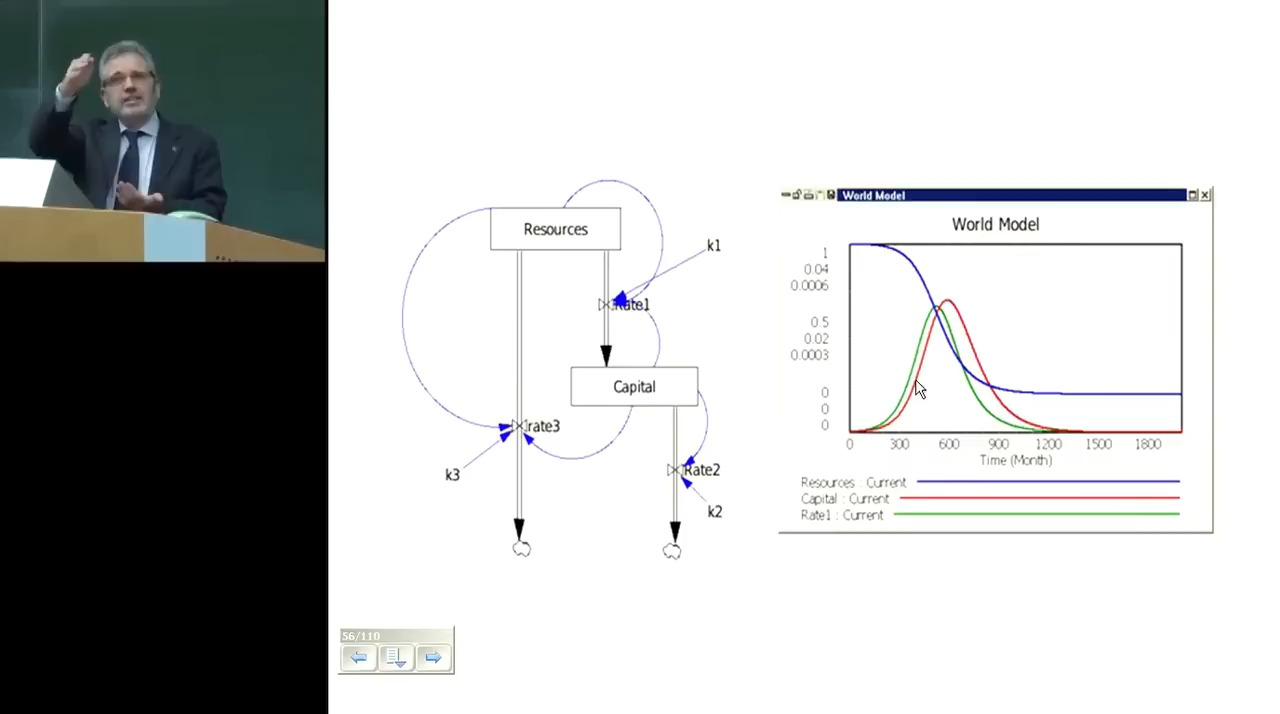 Resources
k1
Rate1
Capital
rate3
k3
Rate2
k2
World Model
World Model
1
0.04
0.0006
0.5
0.02
0.0003
0
0
0
0 300 600 900 1200 1500 1800
Time (Month)
Resources : Current
Capital : Current
Rate1 : Current
56/110